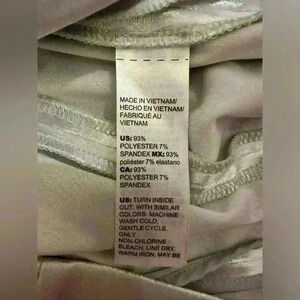 MADE IN VIETNAM/
HECHO EN VIETNAM/
FABRIQUÉ AU
VIETNAM
US: 93%
POLYESTER 7%
SPANDEX MX: 93%
poliéster 7% elastano
CA: 93%
POLYESTER 7%
SPANDEX
US: TURN INSIDE
OUT. WITH SIMILAR
COLORS. MACHINE
WASH COLD,
GENTLE CYCLE.
ONLY
NON-CHLORINE
BLEACH. LINE DRY.
WARM IRON. MAY BE